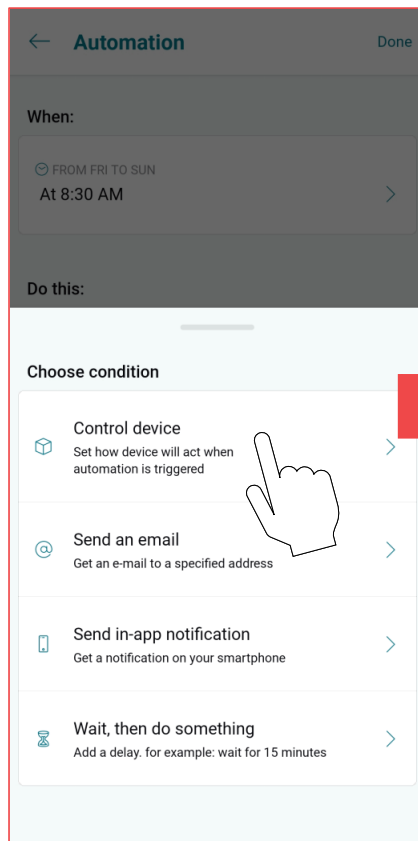 Automation
Done
When:
FROM FRI TO SUN
At 8:30 AM
Do this:
Choose condition
Control device
Set how device will act when
automation is triggered
Send an email
Get an e-mail to a specified address
Send in-app notification
Get a notification on your smartphone
Wait, then do something
Add a delay. for example: wait for 15 minutes